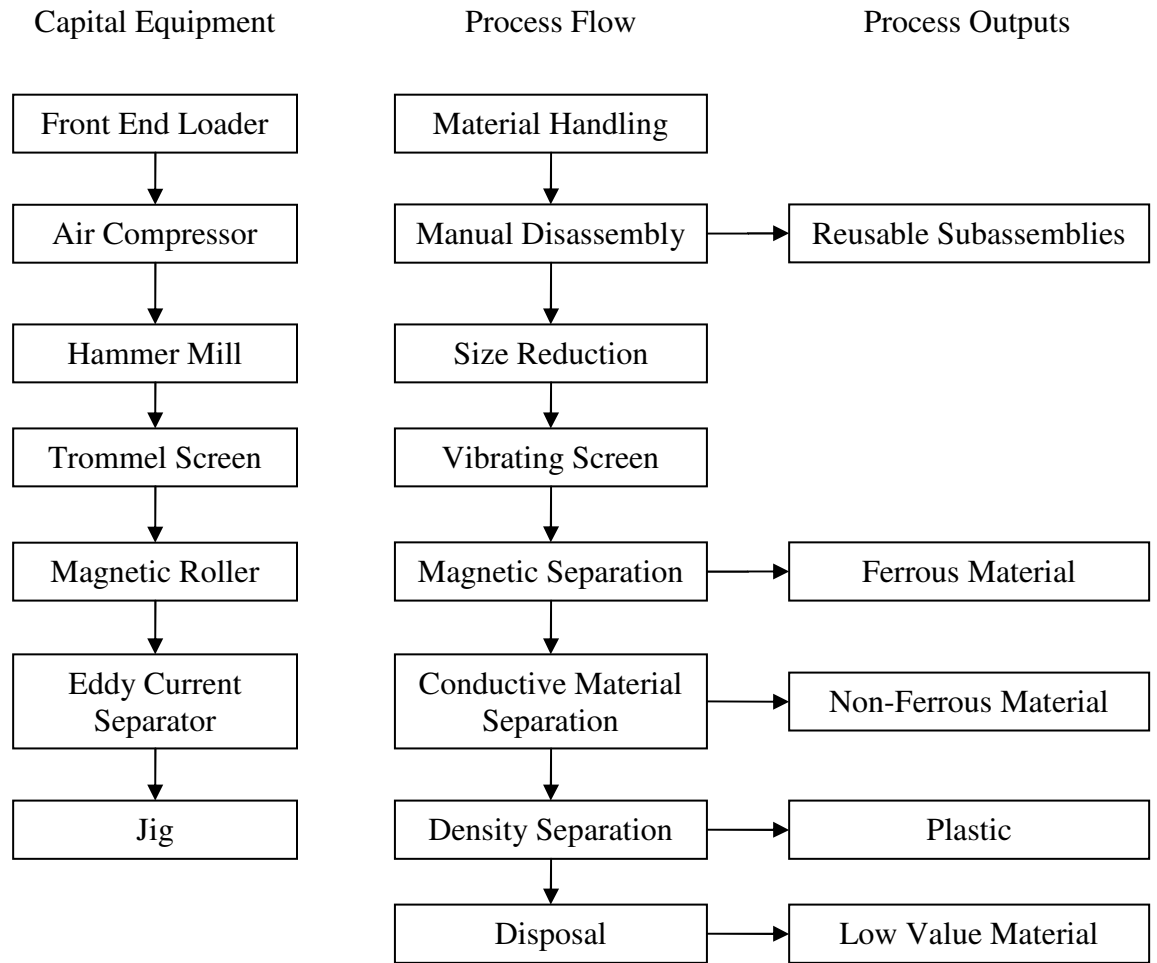 Capital Equipment
Process Flow
Process Outputs
Front End Loader
Material Handling
Air Compressor
Manual Disassembly
Reusable Subassemblies
Hammer Mill
Size Reduction
Trommel Screen
Vibrating Screen
Magnetic Roller
Magnetic Separation
Ferrous Material
Eddy Current
Separator
Conductive Material
Separation
Non-Ferrous Material
Jig
Density Separation
Plastic
Disposal
Low Value Material